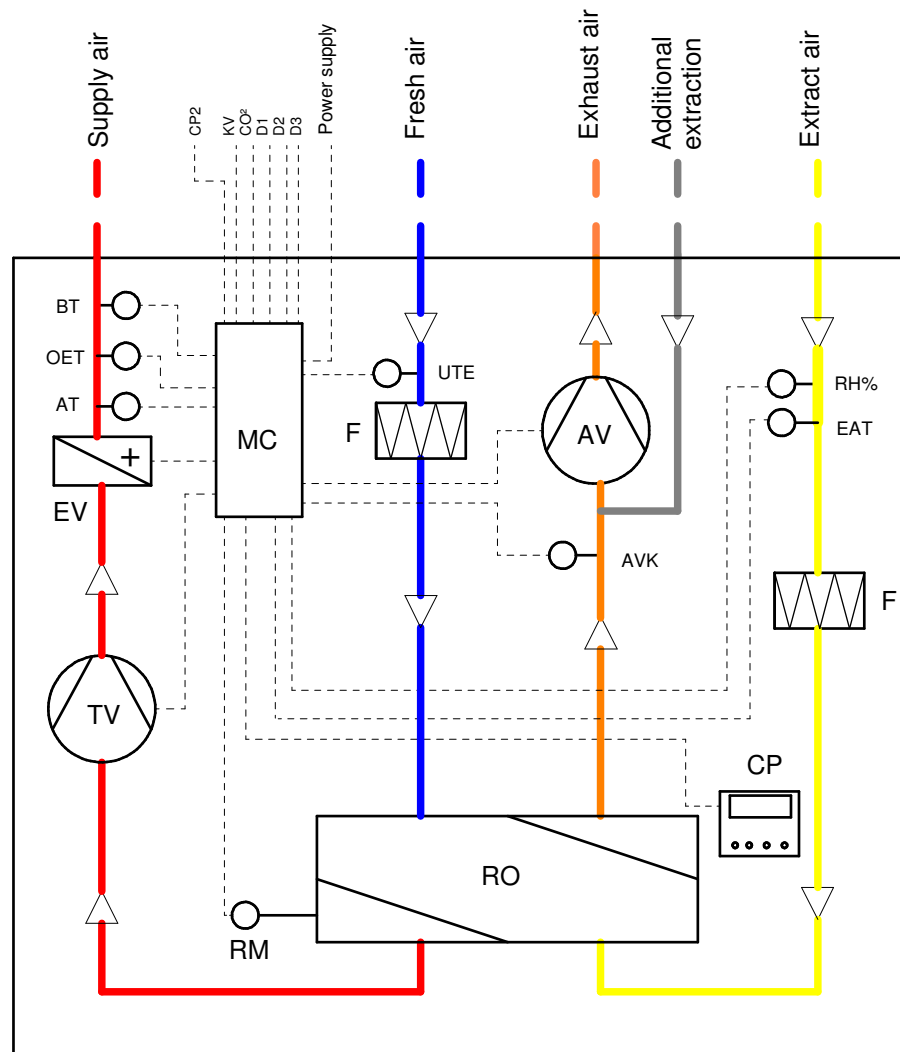 Supply air
CP2
KV
CO²
D1
D2
D3
Power supply
Fresh air
Exhaust air
Additional
extraction
Extract air
BT
OET
AT
EV
+
MC
UTE
F
AV
AVK
RH%
EAT
F
TV
CP
RO
RM